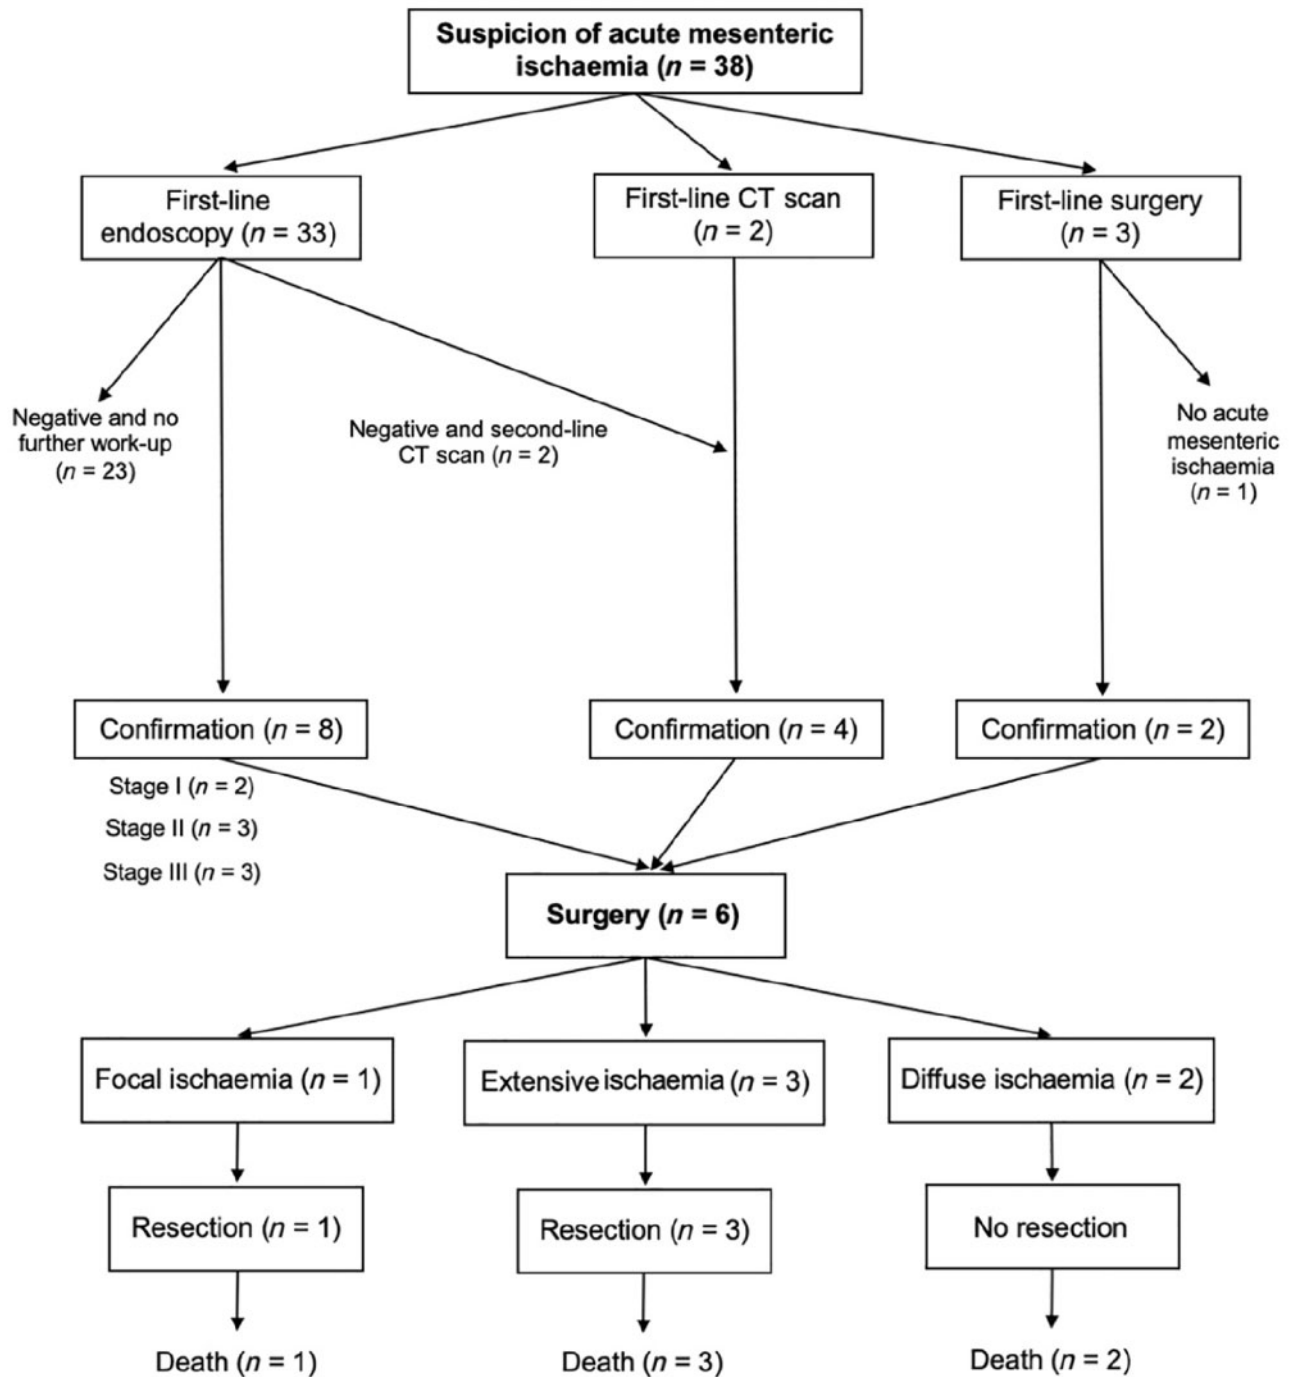 Suspicion of acute mesenteric
ischaemia (n = 38)
First-line
endoscopy (n = 33)
First-line CT scan
(n = 2)
First-line surgery
(n = 3)
Negative and no
further work-up
(n = 23)
Negative and second-line
CT scan (n = 2)
No acute
mesenteric
ischaemia
(n = 1)
Confirmation (n = 8)
Confirmation (n = 4)
Confirmation (n = 2)
Stage I (n = 2)
Stage II (n = 3)
Stage III (n = 3)
Surgery (n = 6)
Focal ischaemia (n = 1)
Extensive ischaemia (n = 3)
Diffuse ischaemia (n = 2)
Resection (n = 1)
Resection (n = 3)
No resection
Death (n = 1)
Death (n = 3)
Death (n = 2)